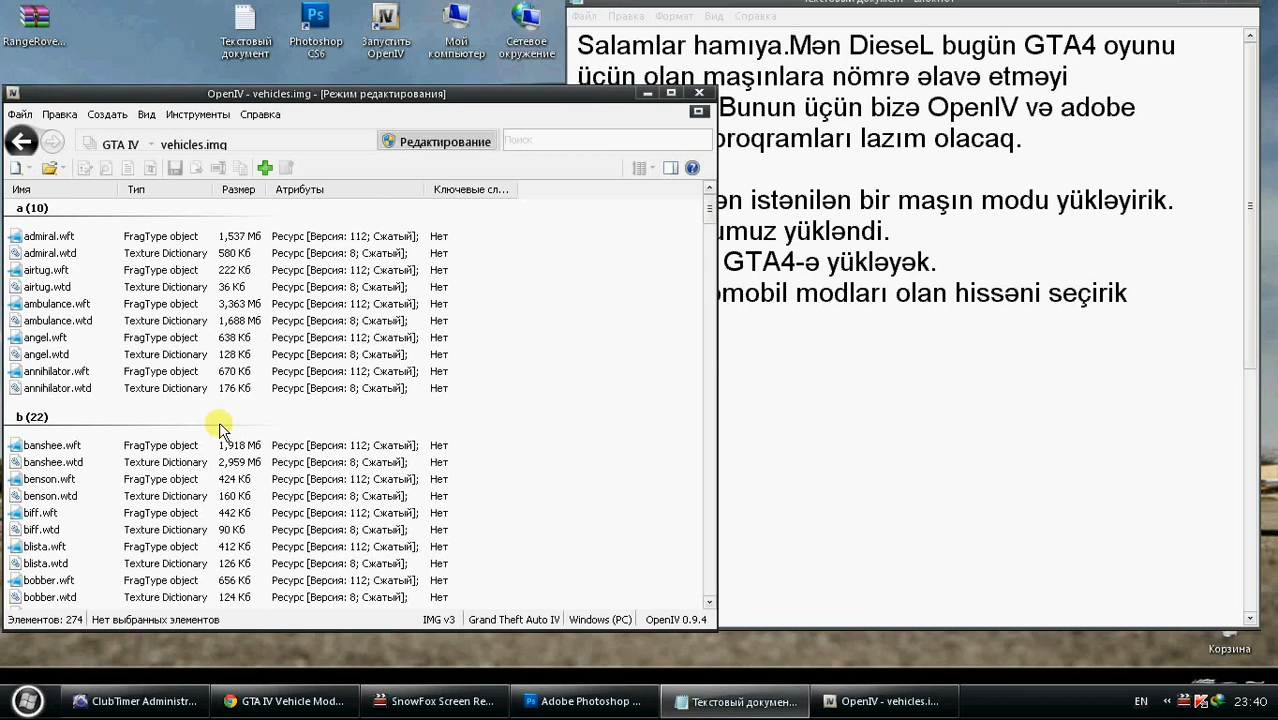 RangeRove...
Текстовый документ
Photoshop CS6
Запустить OpenIV
Мой компьютер
Сетевое окружение
Файл Правка Формат Вид Справка
Salamlar hamıya.Mən DieseL bugün GTA4 oyunu
üçün olan maşınlara nömrə əlavə etməyi
Bunun üçün bizə OpenIV və adobe
proqramları lazım olacaq.
ən istənilən bir maşın modu yükləyirik.
umuz yükləndi.
GTA4-ə yükləyək.
omobil modları olan hissəni seçirik
OpenIV - vehicles.img - [Режим редактирования]
Файл Правка Создать Вид Инструменты Справка
GTA IV vehicles.img Редактирование Поиск
Имя Тип Размер Атрибуты Ключевые сл...
a (10)
admiral.wft FragType object 1,537 Мб Ресурс [Версия: 112; Сжатый]; Нет
admiral.wtd Texture Dictionary 580 Кб Ресурс [Версия: 8; Сжатый]; Нет
airtug.wft FragType object 222 Кб Ресурс [Версия: 112; Сжатый]; Нет
airtug.wtd Texture Dictionary 36 Кб Ресурс [Версия: 8; Сжатый]; Нет
ambulance.wft FragType object 3,363 Мб Ресурс [Версия: 112; Сжатый]; Нет
ambulance.wtd Texture Dictionary 1,688 Мб Ресурс [Версия: 8; Сжатый]; Нет
angel.wft FragType object 638 Кб Ресурс [Версия: 112; Сжатый]; Нет
angel.wtd Texture Dictionary 128 Кб Ресурс [Версия: 8; Сжатый]; Нет
annihilator.wft FragType object 670 Кб Ресурс [Версия: 112; Сжатый]; Нет
annihilator.wtd Texture Dictionary 176 Кб Ресурс [Версия: 8; Сжатый]; Нет
b (22)
banshee.wft FragType object 1,918 Мб Ресурс [Версия: 112; Сжатый]; Нет
banshee.wtd Texture Dictionary 2,959 Мб Ресурс [Версия: 8; Сжатый]; Нет
benson.wft FragType object 424 Кб Ресурс [Версия: 112; Сжатый]; Нет
benson.wtd Texture Dictionary 160 Кб Ресурс [Версия: 8; Сжатый]; Нет
biff.wft FragType object 442 Кб Ресурс [Версия: 112; Сжатый]; Нет
biff.wtd Texture Dictionary 90 Кб Ресурс [Версия: 8; Сжатый]; Нет
blista.wft FragType object 412 Кб Ресурс [Версия: 112; Сжатый]; Нет
blista.wtd Texture Dictionary 126 Кб Ресурс [Версия: 8; Сжатый]; Нет
bobber.wft FragType object 656 Кб Ресурс [Версия: 112; Сжатый]; Нет
bobber.wtd Texture Dictionary 124 Кб Ресурс [Версия: 8; Сжатый]; Нет
Элементов: 274 Нет выбранных элементов IMG v3 Grand Theft Auto IV Windows (PC) OpenIV 0.9.4
Корзина
ClubTimer Administr... GTA IV Vehicle Mod... SnowFox Screen Re... Adobe Photoshop ... Текстовый докумен... OpenIV - vehicles.i... EN 23:40